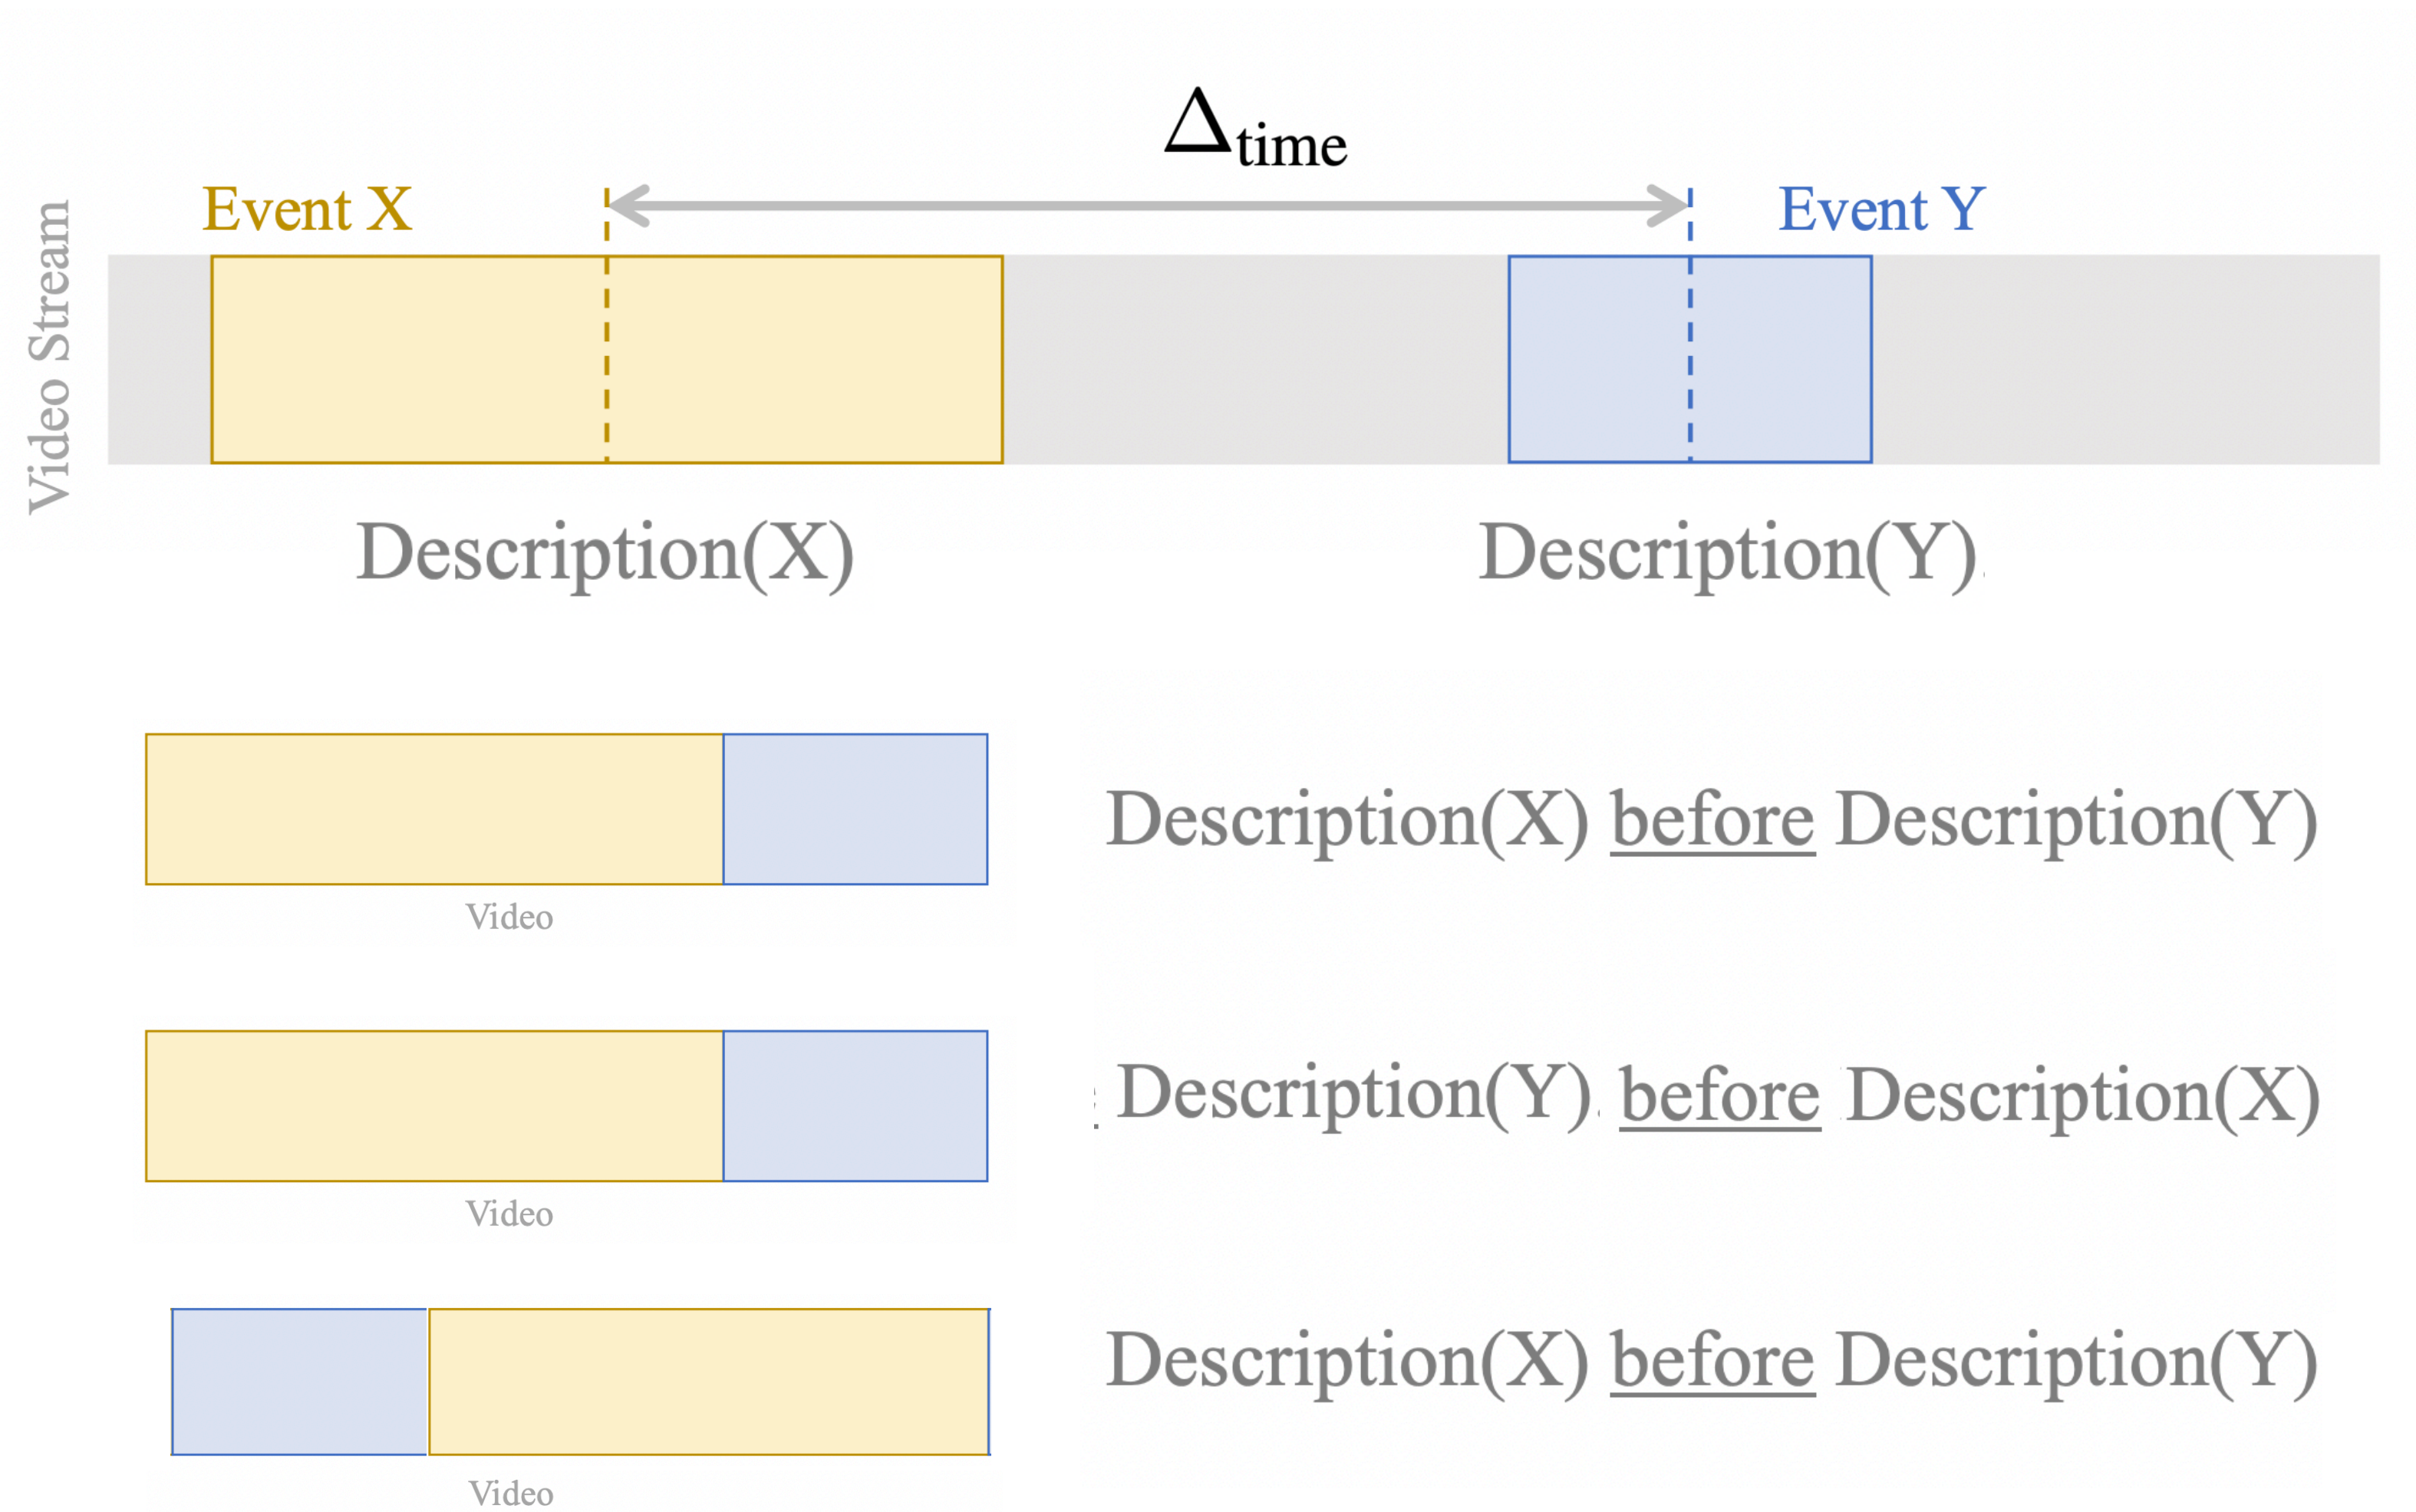 Δtime
Event X
Event Y
Video Stream
Description(X)
Description(Y)
Description(X) before Description(Y)
Video
Description(Y) before Description(X)
Video
Description(X) before Description(Y)
Video